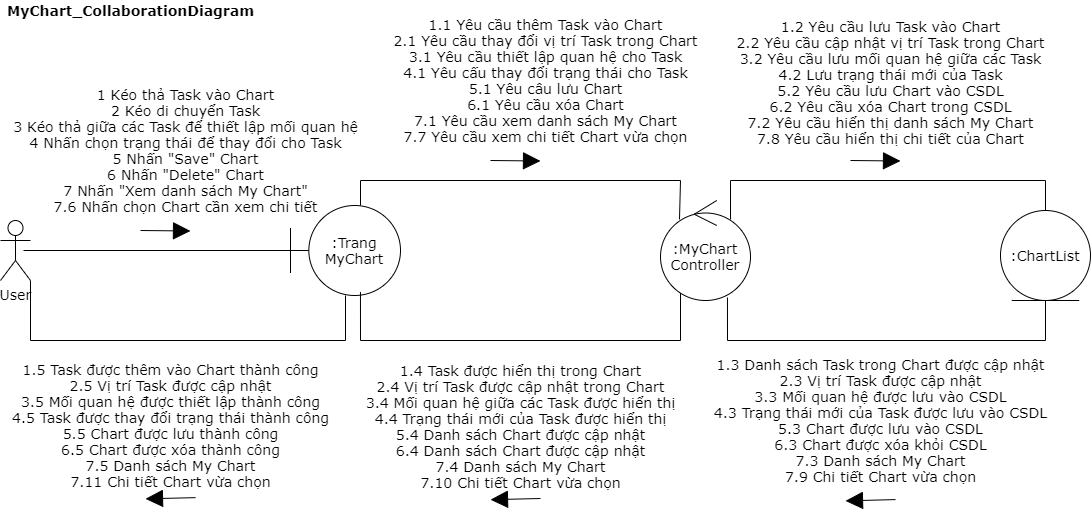 MyChart_CollaborationDiagram
1 Kéo thả Task vào Chart
2 Kéo di chuyển Task
3 Kéo thả giữa các Task để thiết lập mối quan hệ
4 Nhấn chọn trạng thái để thay đổi cho Task
5 Nhấn "Save" Chart
6 Nhấn "Delete" Chart
7 Nhấn "Xem danh sách My Chart"
7.6 Nhấn chọn Chart cần xem chi tiết
1.1 Yêu cầu thêm Task vào Chart
2.1 Yêu cầu thay đổi vị trí Task trong Chart
3.1 Yêu cầu thiết lập quan hệ cho Task
4.1 Yêu cấu thay đổi trạng thái cho Task
5.1 Yêu câu lưu Chart
6.1 Yêu cầu xóa Chart
7.1 Yêu cầu xem danh sách My Chart
7.7 Yêu cầu xem chi tiết Chart vừa chọn
1.2 Yêu cầu lưu Task vào Chart
2.2 Yêu cầu cập nhật vị trí Task trong Chart
3.2 Yêu cầu lưu mối quan hệ giữa các Task
4.2 Lưu trạng thái mới của Task
5.2 Yêu cầu lưu Chart vào CSDL
6.2 Yêu cầu xóa Chart trong CSDL
7.2 Yêu cầu hiển thị danh sách My Chart
7.8 Yêu cầu hiển thị chi tiết của Chart
User
:Trang
MyChart
:MyChart
Controller
:ChartList
1.5 Task được thêm vào Chart thành công
2.5 Vị trí Task được cập nhật
3.5 Mối quan hệ được thiết lập thành công
4.5 Task được thay đổi trạng thái thành công
5.5 Chart được lưu thành công
6.5 Chart được xóa thành công
7.5 Danh sách My Chart
7.11 Chi tiết Chart vừa chọn
1.4 Task được hiển thị trong Chart
2.4 Vị trí Task được cập nhật trong Chart
3.4 Mối quan hệ giữa các Task được hiển thị
4.4 Trạng thái mới của Task được hiển thị
5.4 Danh sách Chart được cập nhật
6.4 Danh sách Chart được cập nhật
7.4 Danh sách My Chart
7.10 Chi tiết Chart vừa chọn
1.3 Danh sách Task trong Chart được cập nhật
2.3 Vị trí Task được cập nhật
3.3 Mối quan hệ được lưu vào CSDL
4.3 Trạng thái mới của Task được lưu vào CSDL
5.3 Chart được lưu vào CSDL
6.3 Chart được xóa khỏi CSDL
7.3 Danh sách My Chart
7.9 Chi tiết Chart vừa chọn